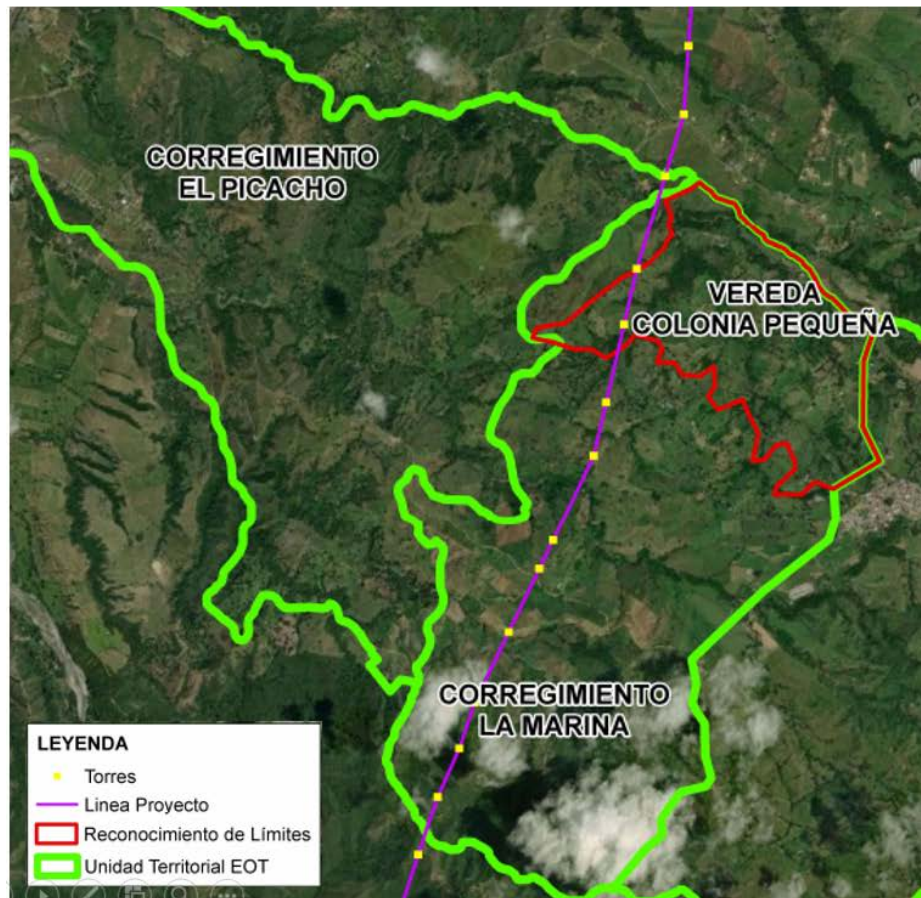 CORREGIMIENTO
EL PICACHO
VEREDA
COLONIA PEQUEÑA
CORREGIMIENTO
LA MARINA
LEYENDA
Torres
Linea Proyecto
Reconocimiento de Límites
Unidad Territorial EOT